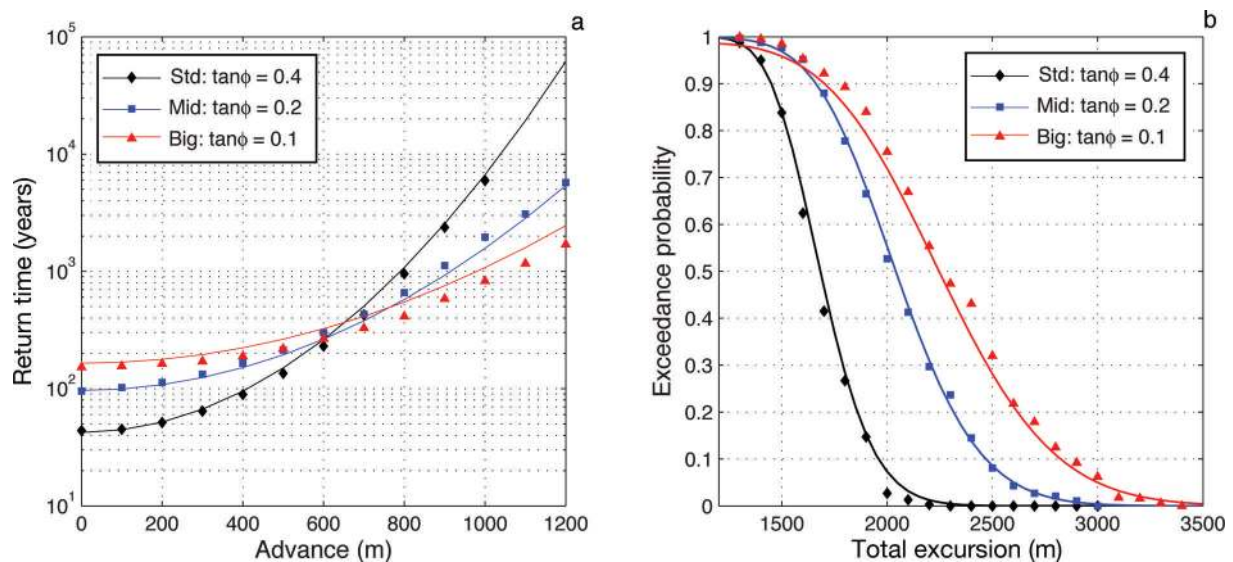 a
10^5
10^4
10^3
10^2
10^1
Return time (years)
Std: tanϕ = 0.4
Mid: tanϕ = 0.2
Big: tanϕ = 0.1
0 200 400 600 800 1000 1200
Advance (m)
b
1
0.9
0.8
0.7
0.6
0.5
0.4
0.3
0.2
0.1
0
Exceedance probability
Std: tanϕ = 0.4
Mid: tanϕ = 0.2
Big: tanϕ = 0.1
1500 2000 2500 3000 3500
Total excursion (m)